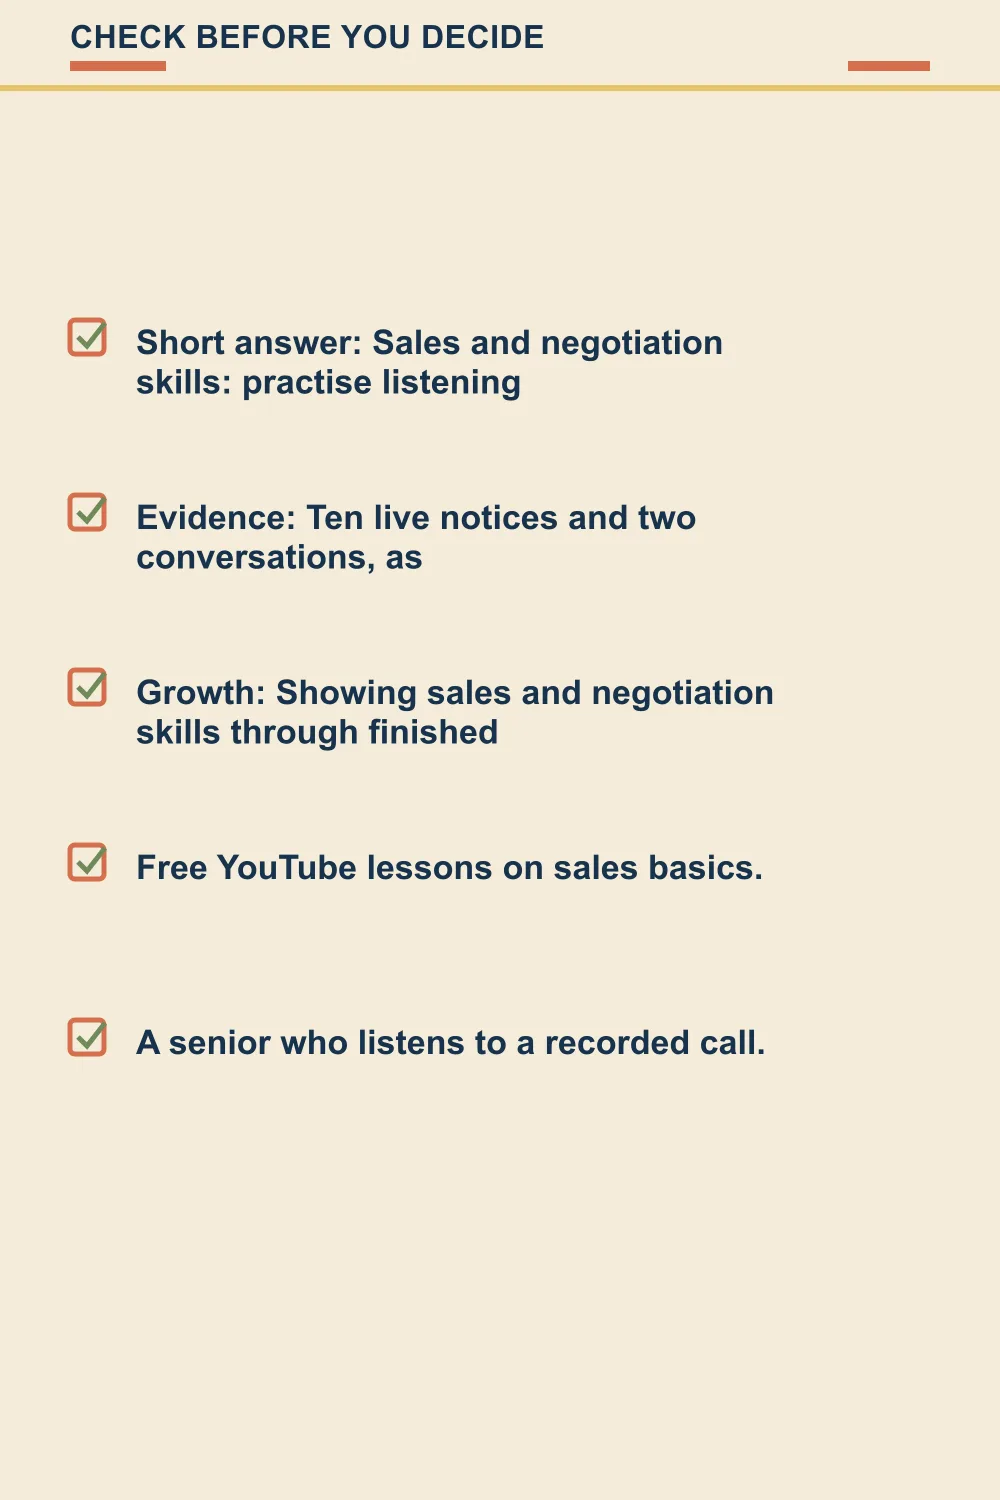 CHECK BEFORE YOU DECIDE
Short answer: Sales and negotiation
skills: practise listening
Evidence: Ten live notices and two
conversations, as
Growth: Showing sales and negotiation
skills through finished
Free YouTube lessons on sales basics.
A senior who listens to a recorded call.